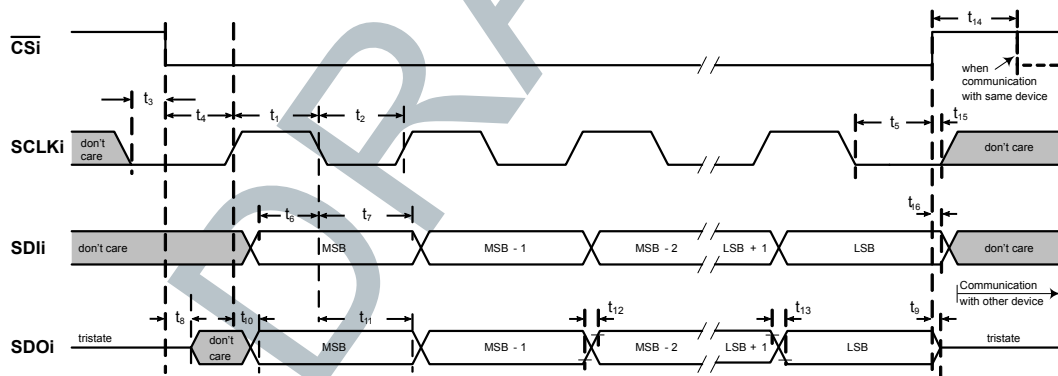 t14
CSi
when
communication
with same device
t3
t4
t1
t2
t5
t15
SCLKi
don't
care
don't care
t6
t7
t16
SDIi
don't care
MSB
MSB - 1
MSB - 2
LSB + 1
LSB
don't care
Communication
with other device
t8
t10
t11
t12
t13
t9
SDOi
tristate
don't
care
MSB
MSB - 1
MSB - 2
LSB + 1
LSB
tristate
DRA